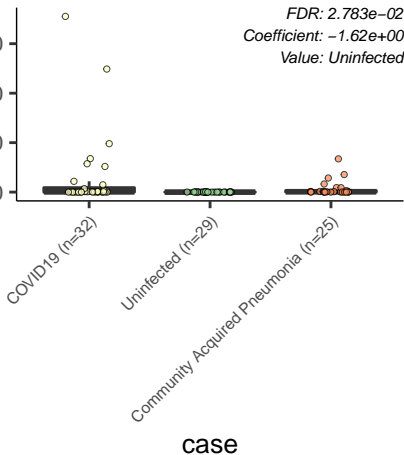 FDR: 2.783e−02
Coefficient: −1.62e+00
Value: Uninfected
COVID19 (n=32)
Uninfected (n=29)
Community Acquired Pneumonia (n=25)
case